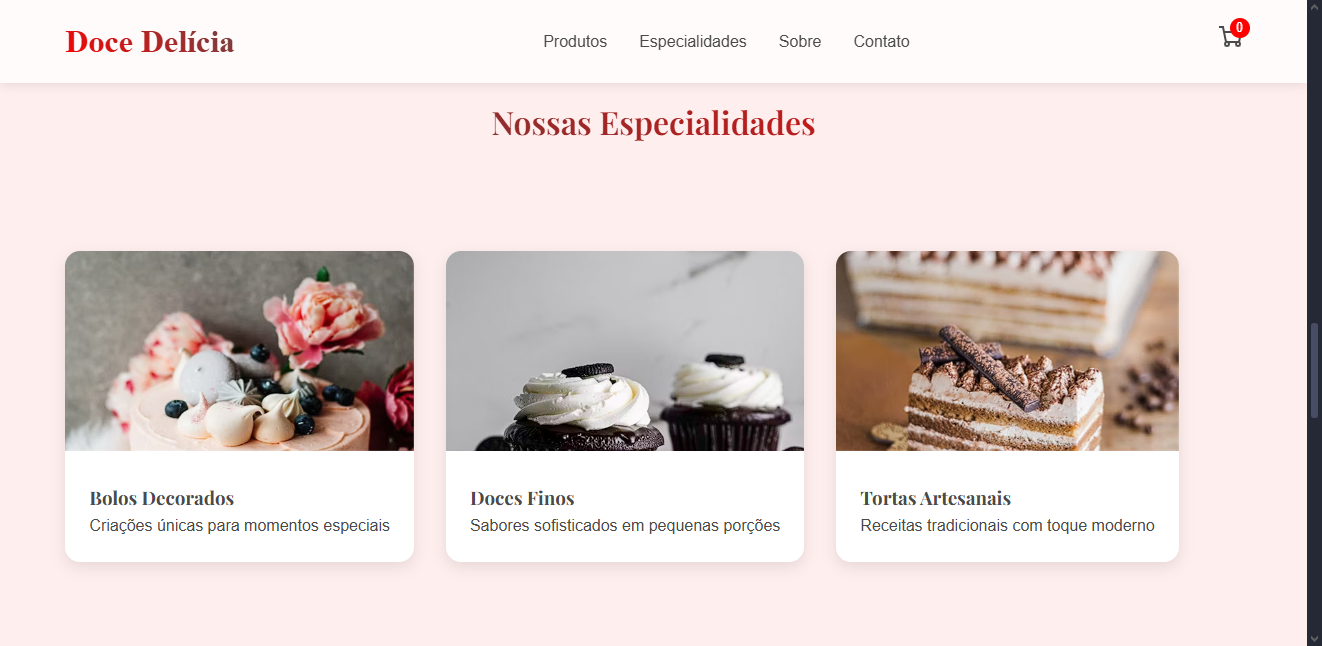 Doce Delícia
Produtos
Especialidades
Sobre
Contato
0
Nossas Especialidades
Bolos Decorados
Criações únicas para momentos especiais
Doces Finos
Sabores sofisticados em pequenas porções
Tortas Artesanais
Receitas tradicionais com toque moderno